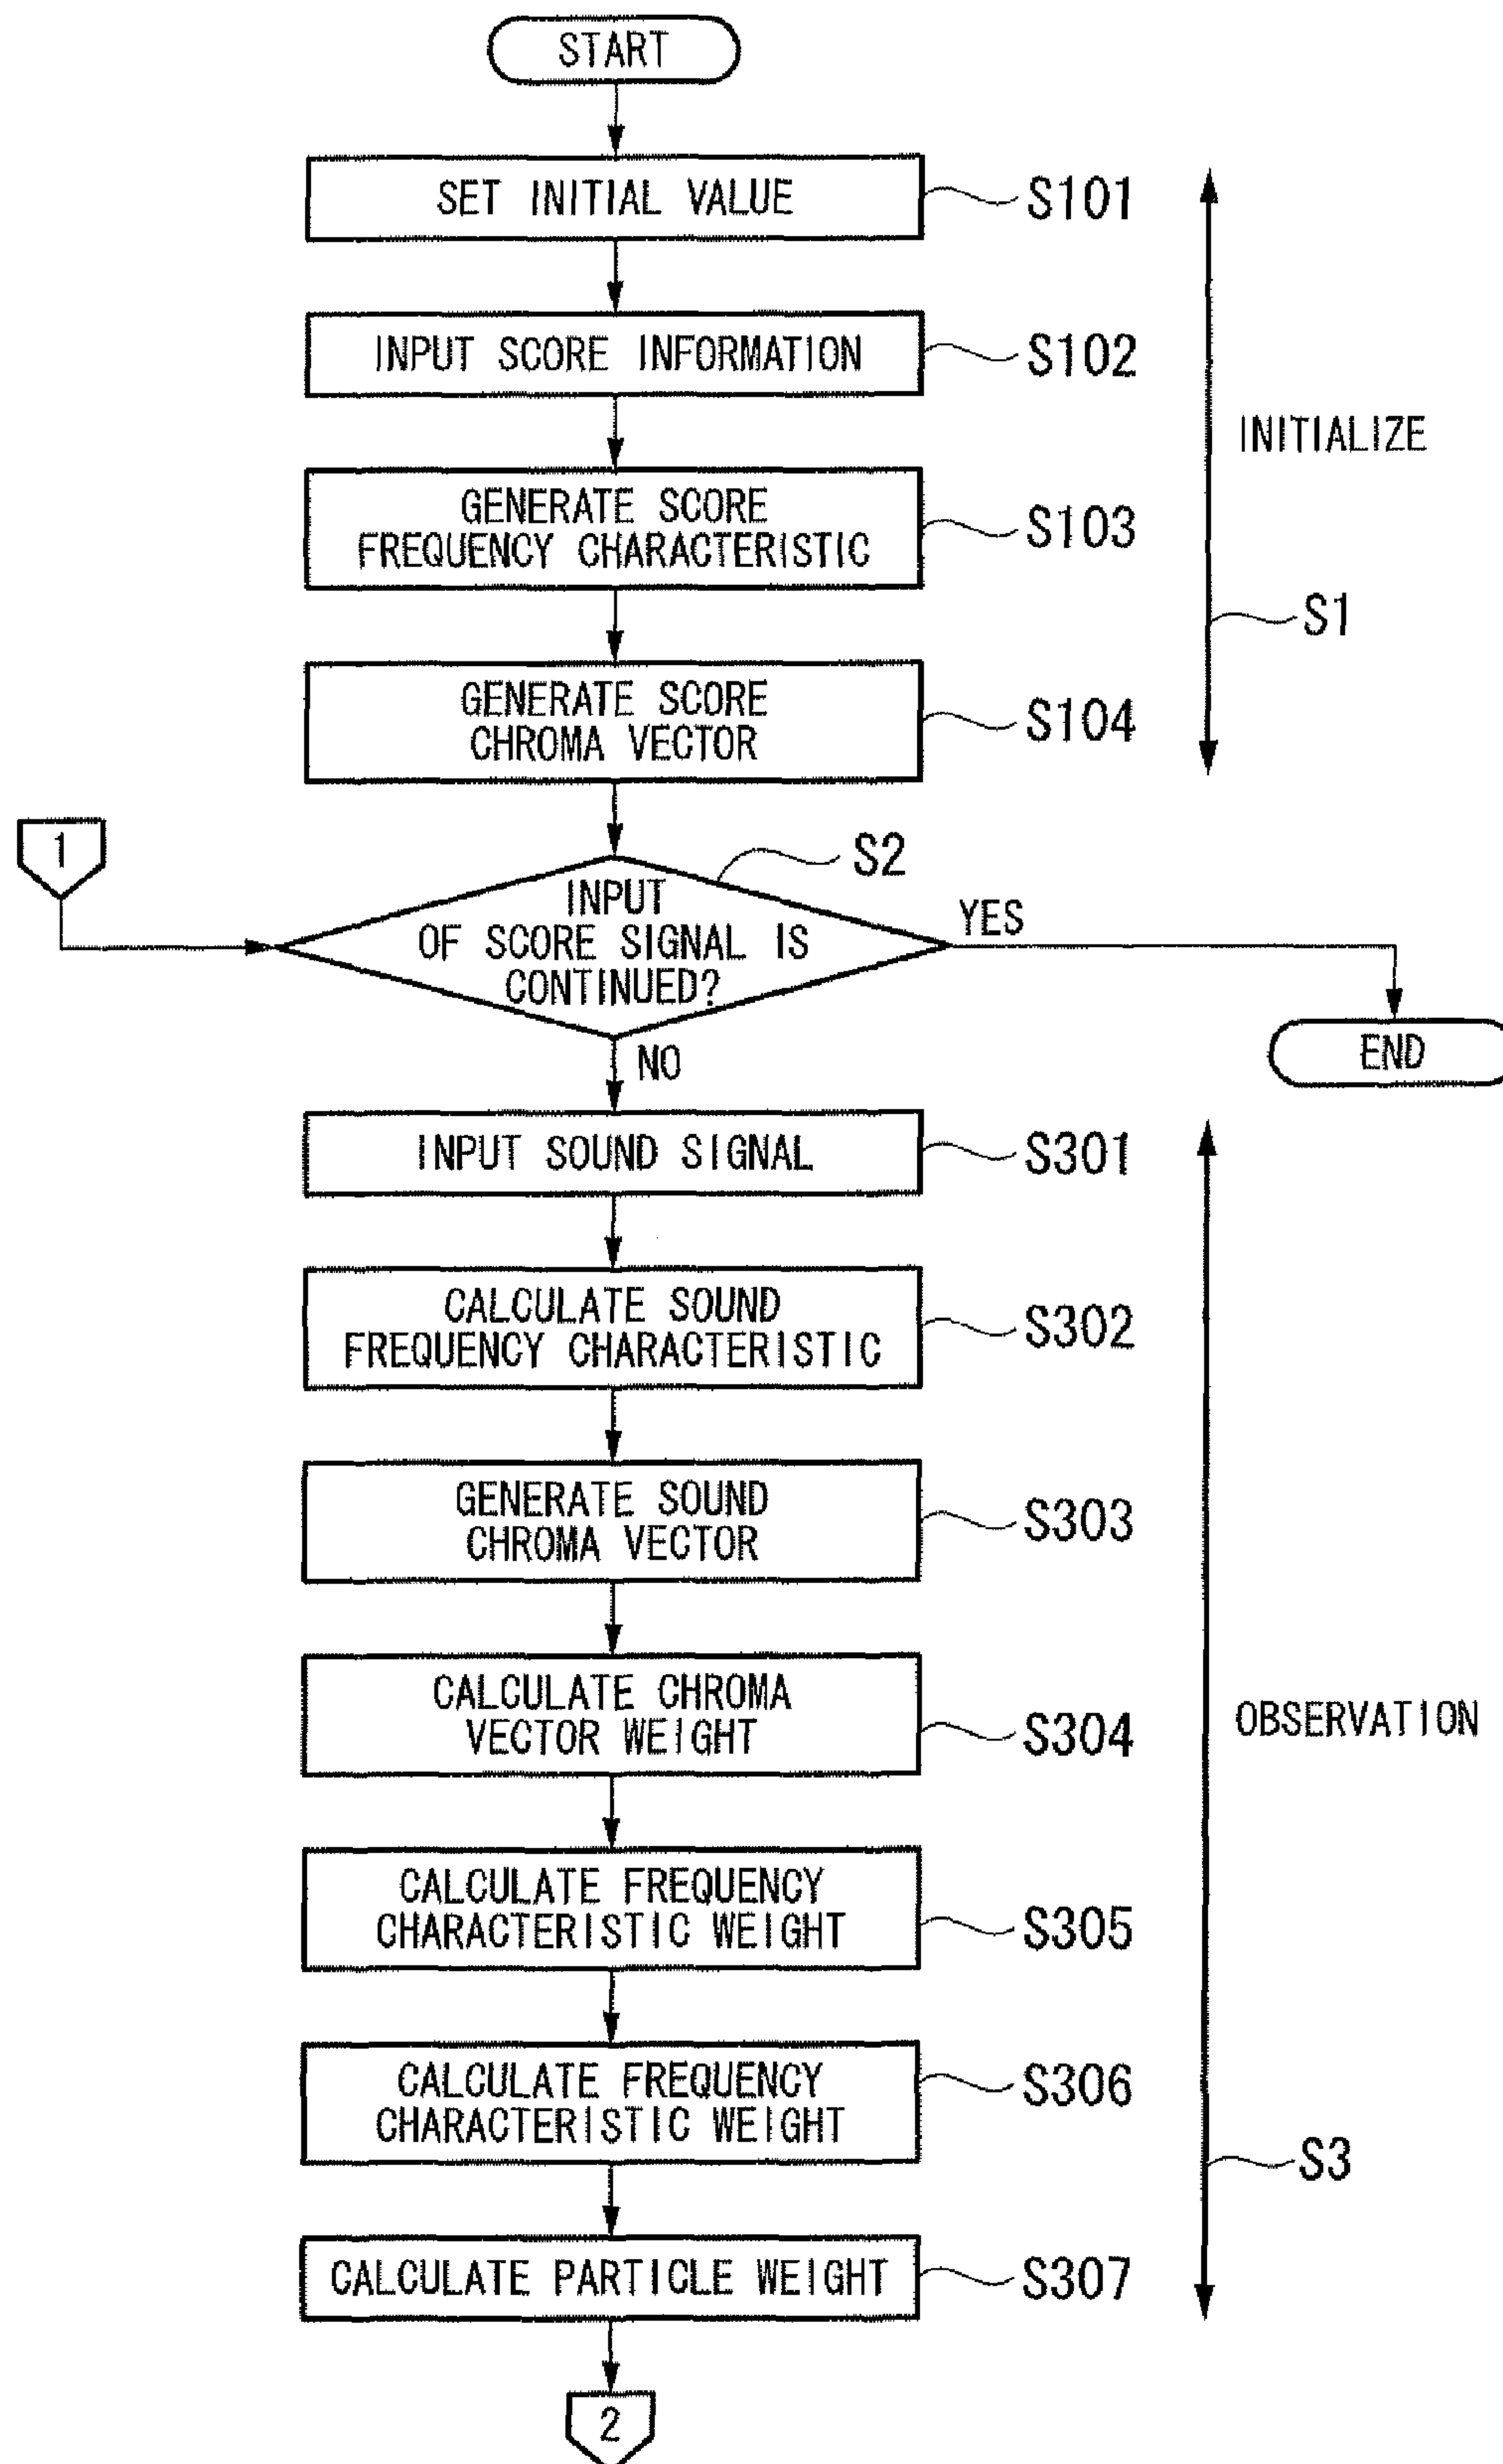 START
SET INITIAL VALUE
S101
INPUT SCORE INFORMATION
S102
INITIALIZE
GENERATE SCORE
FREQUENCY CHARACTERISTIC
S103
S1
GENERATE SCORE
CHROMA VECTOR
S104
1
S2
INPUT
OF SCORE SIGNAL IS
CONTINUED?
YES
NO
END
INPUT SOUND SIGNAL
S301
CALCULATE SOUND
FREQUENCY CHARACTERISTIC
S302
GENERATE SOUND
CHROMA VECTOR
S303
CALCULATE CHROMA
VECTOR WEIGHT
S304
OBSERVATION
CALCULATE FREQUENCY
CHARACTERISTIC WEIGHT
S305
CALCULATE FREQUENCY
CHARACTERISTIC WEIGHT
S306
S3
CALCULATE PARTICLE WEIGHT
S307
2